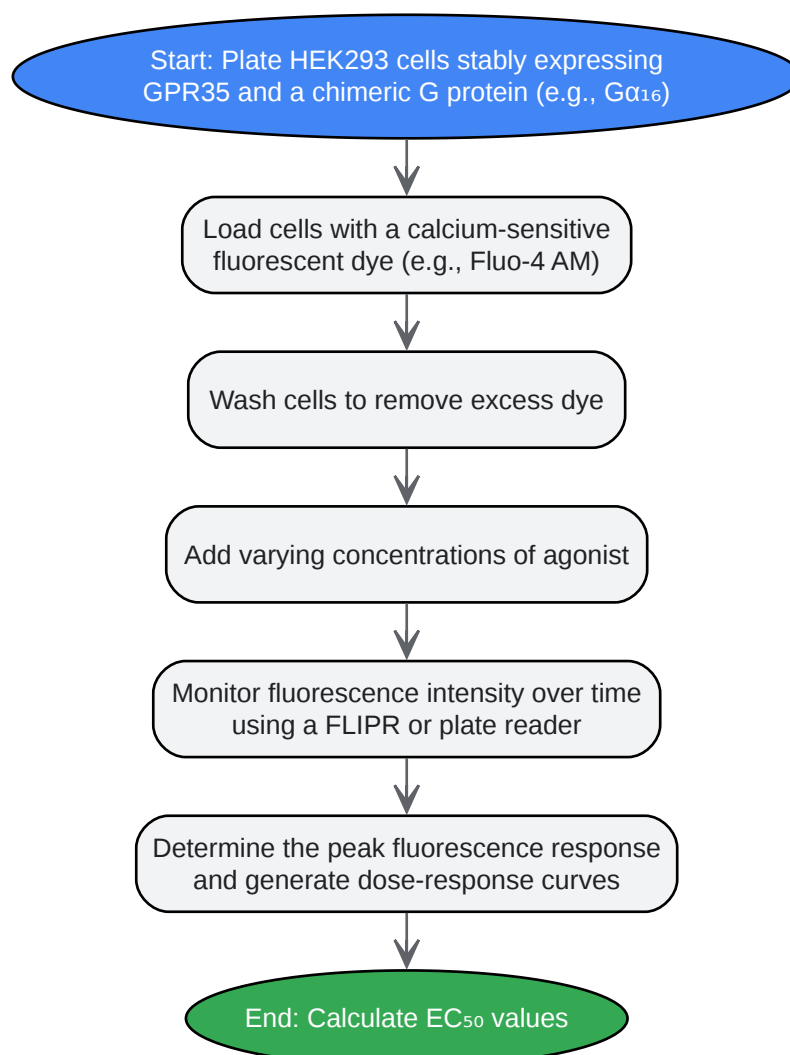 Start: Plate HEK293 cells stably expressing
GPR35 and a chimeric G protein (e.g., Gα₁₆)
Load cells with a calcium-sensitive
fluorescent dye (e.g., Fluo-4 AM)
Wash cells to remove excess dye
Add varying concentrations of agonist
Monitor fluorescence intensity over time
using a FLIPR or plate reader
Determine the peak fluorescence response
and generate dose-response curves
End: Calculate EC₅₀ values